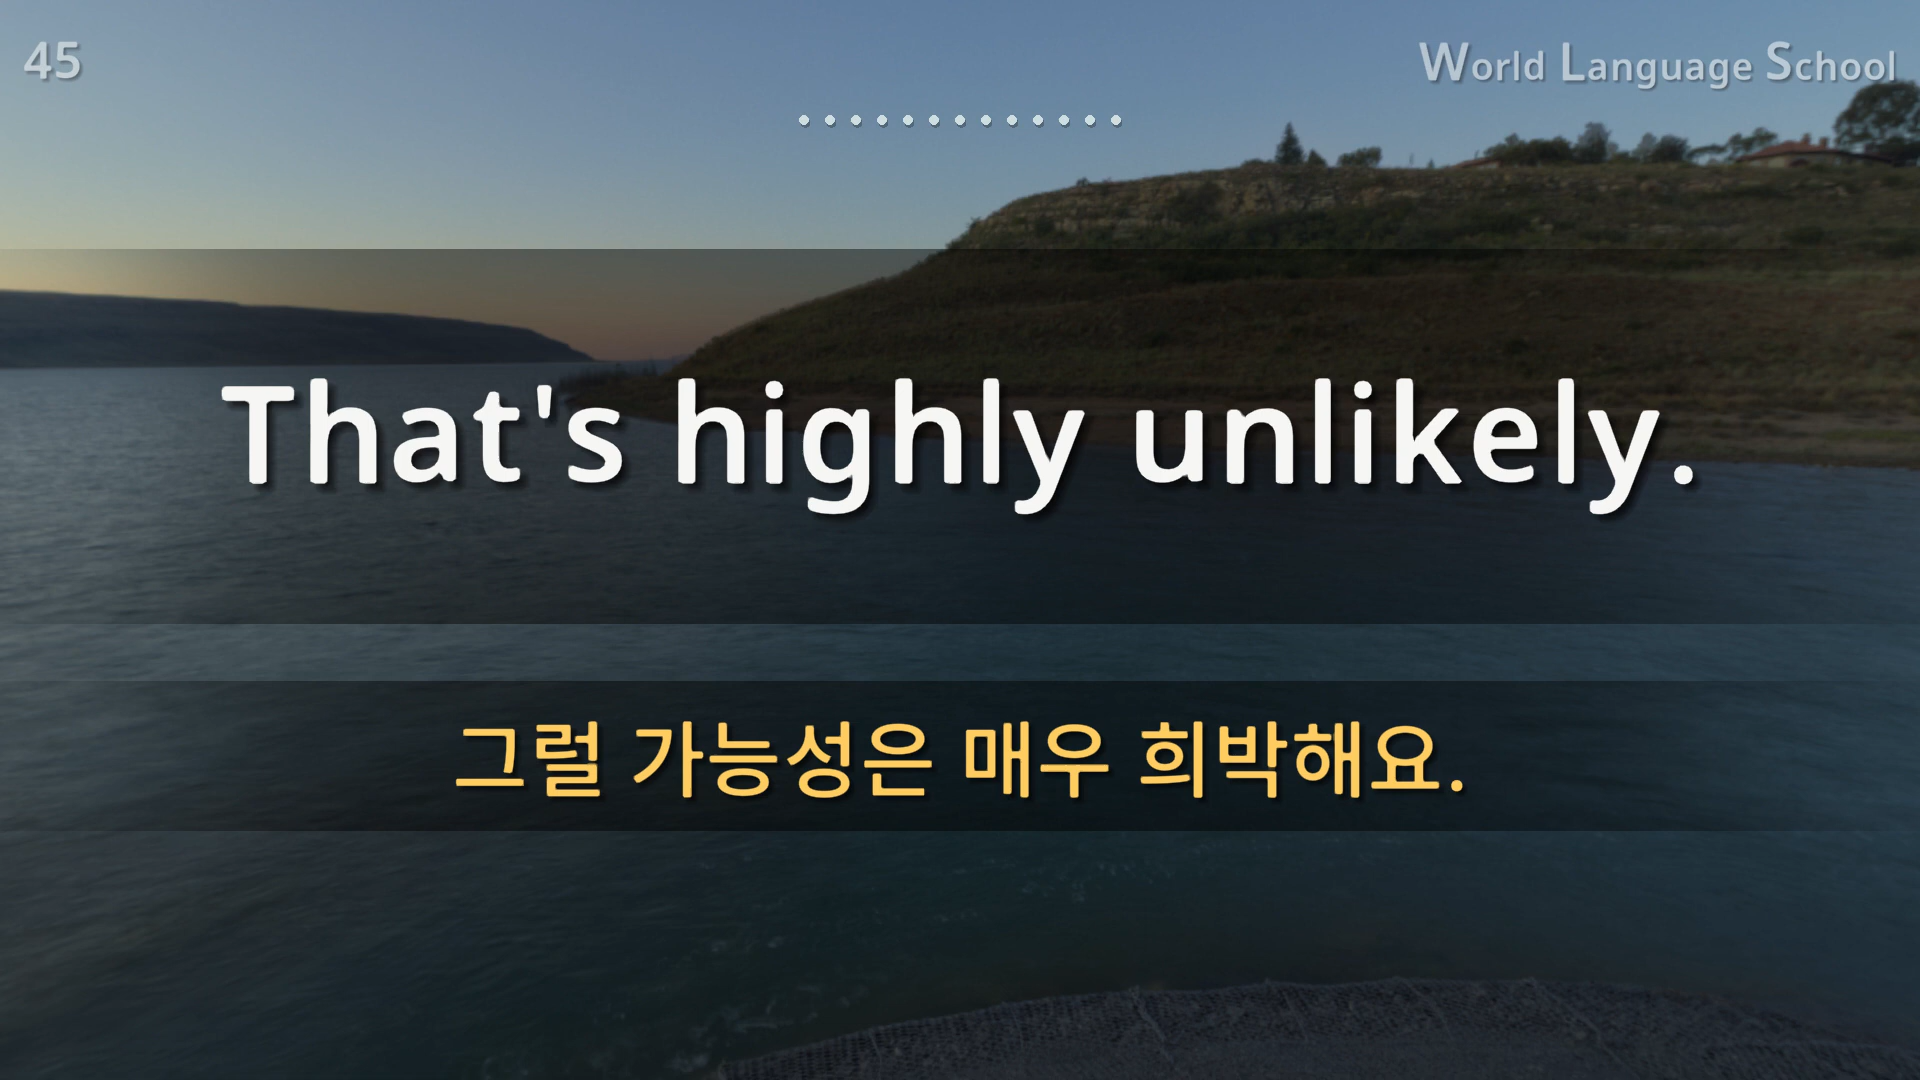 45
World Language School
.............
That's highly unlikely.
그럴 가능성은 매우 희박해요.